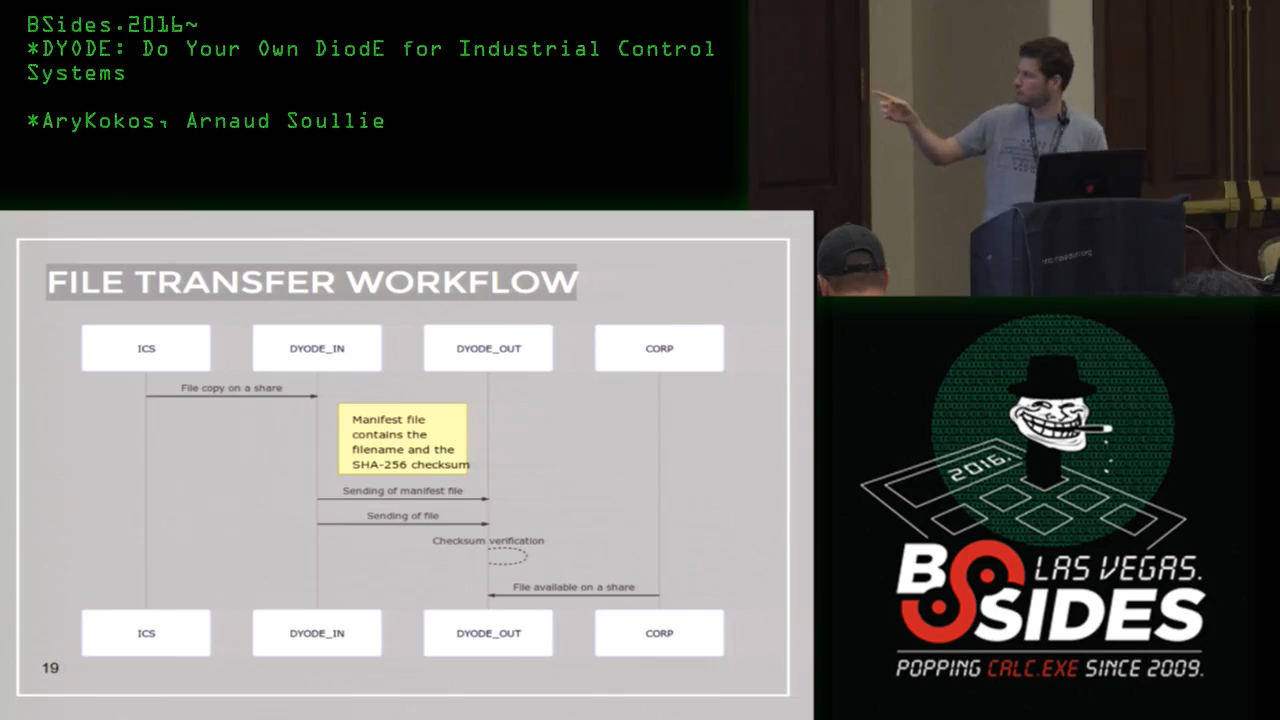 BSides.2016~
*DYODE: Do Your Own DiodE for Industrial Control
Systems
*AryKokos, Arnaud Soullie
FILE TRANSFER WORKFLOW
ICS
DYODE_IN
DYODE_OUT
CORP
File copy on a share
Manifest file
contains the
filename and the
SHA-256 checksum
Sending of manifest file
Sending of file
Checksum verification
File available on a share
ICS
DYODE_IN
DYODE_OUT
CORP
19
2016.
BSIDES
LAS VEGAS.
POPPING CALC.EXE SINCE 2009.